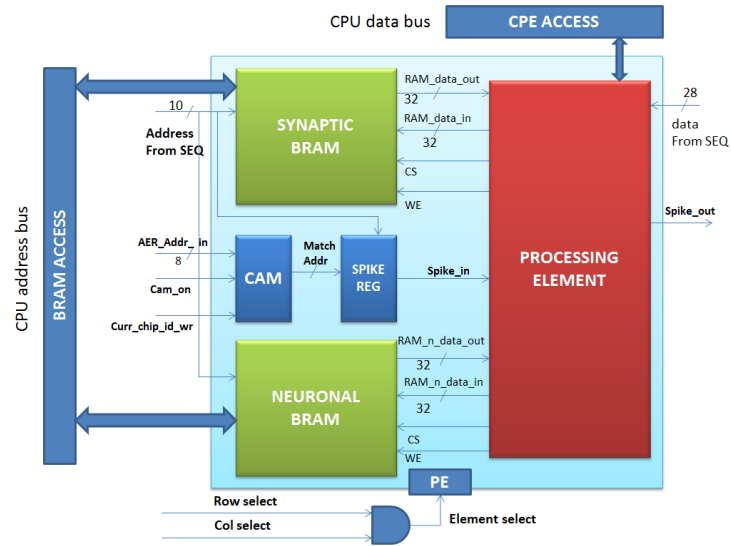 CPU data bus
CPE ACCESS
CPU address bus
BRAM ACCESS
10
Address
From SEQ
SYNAPTIC
BRAM
RAM_data_out
32
RAM_data_in
32
CS
WE
28
data
From SEQ
Spike_out
PROCESSING
ELEMENT
AER_Addr_ in
8
Cam_on
Curr_chip_id_wr
CAM
Match
Addr
SPIKE
REG
Spike_in
NEURONAL
BRAM
RAM_n_data_out
32
RAM_n_data_in
32
CS
WE
PE
Row select
Col select
Element select